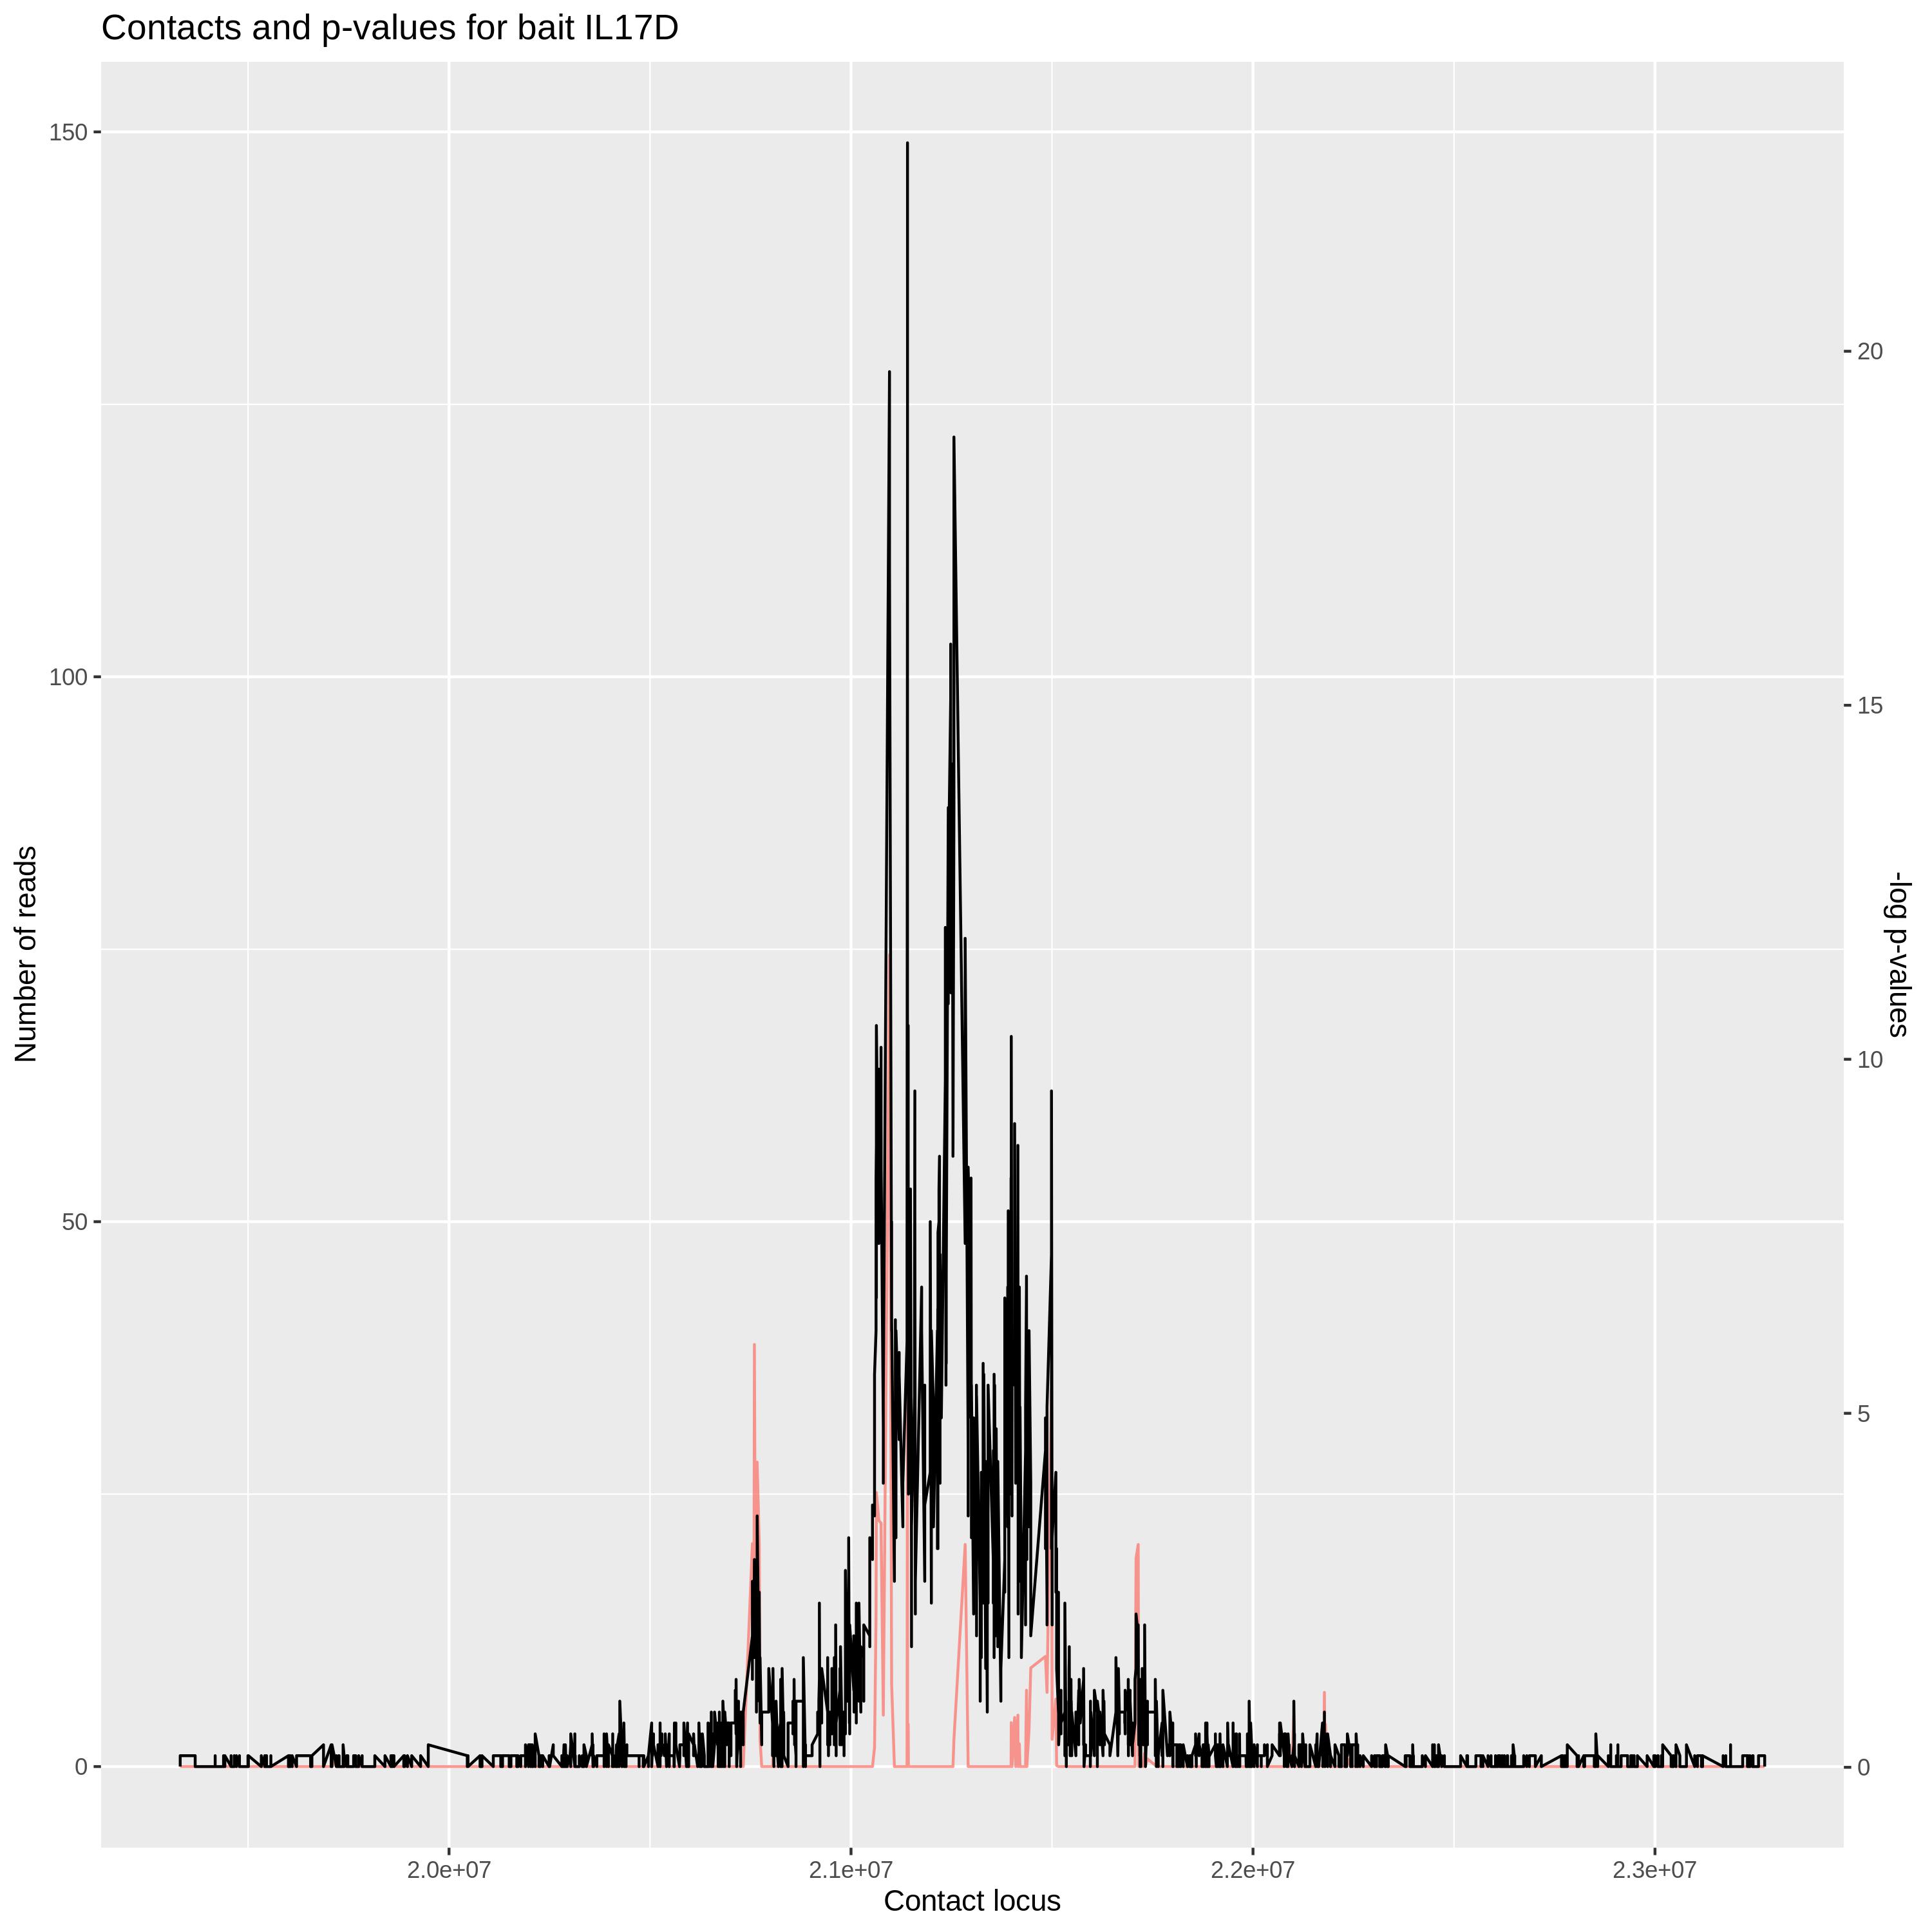 Contacts and p-values for bait IL17D
Number of reads
150
100
50
0
20
15
10
5
0
-log p-values
2.0e+07
2.1e+07
2.2e+07
2.3e+07
Contact locus